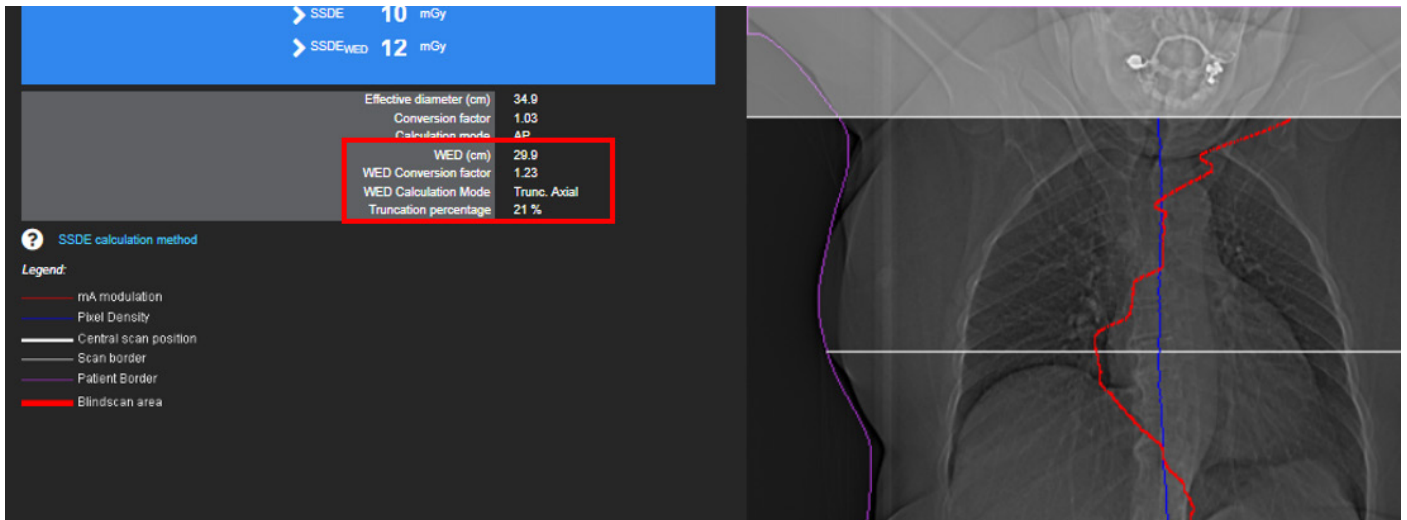 SSDE 10 mGy
SSDEWED 12 mGy
Effective diameter (cm) 34.9
Conversion factor 1.03
Calculation mode AP
WED (cm) 29.9
WED Conversion factor 1.23
WED Calculation Mode Trunc. Axial
Truncation percentage 21 %
? SSDE calculation method
Legend:
mA modulation
Pixel Density
Central scan position
Scan border
Patient Border
Blindscan area